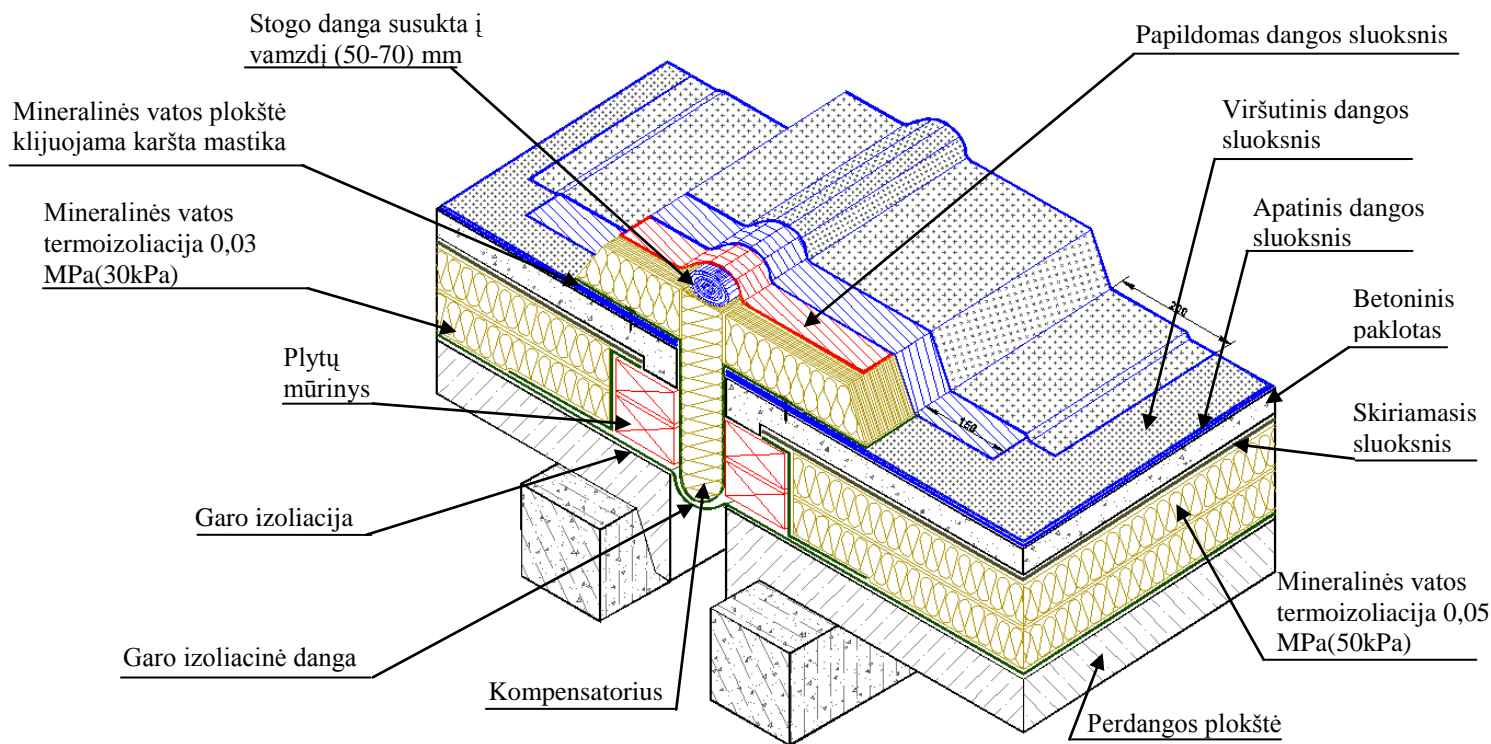 Stogo danga susukta į
vamzdį (50-70) mm
Papildomas dangos sluoksnis
Mineralinės vatos plokštė
klijuojama karšta mastika
Viršutinis dangos
sluoksnis
Mineralinės vatos
termoizoliacija 0,03
MPa(30kPa)
Apatinis dangos
sluoksnis
200
Betoninis
paklotas
Plytų
mūrinys
150
Skiriamasis
sluoksnis
Garo izoliacija
Mineralinės vatos
termoizoliacija 0,05
MPa(50kPa)
Garo izoliacinė danga
Kompensatorius
Perdangos plokštė